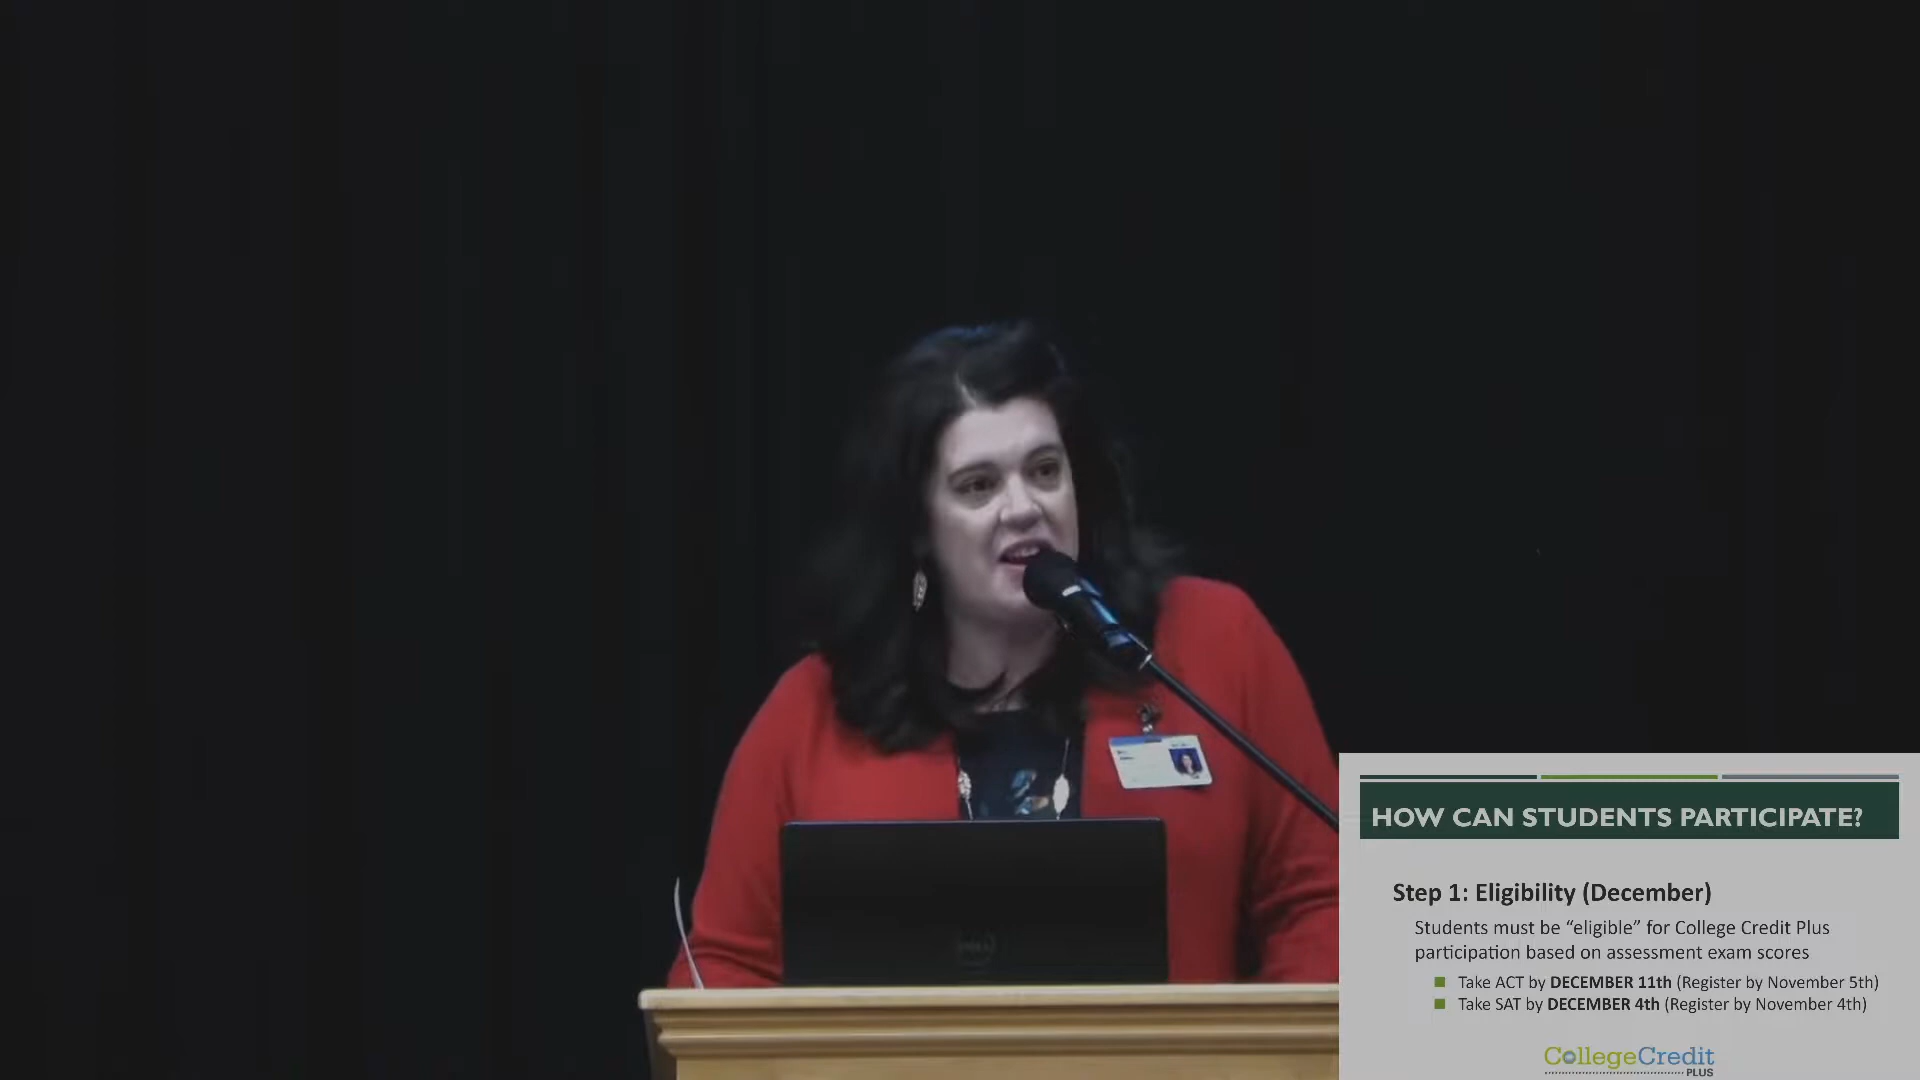 HOW CAN STUDENTS PARTICIPATE?
Step 1: Eligibility (December)
Students must be “eligible” for College Credit Plus
participation based on assessment exam scores
Take ACT by DECEMBER 11th (Register by November 5th)
Take SAT by DECEMBER 4th (Register by November 4th)
CollegeCredit
PLUS
DELL